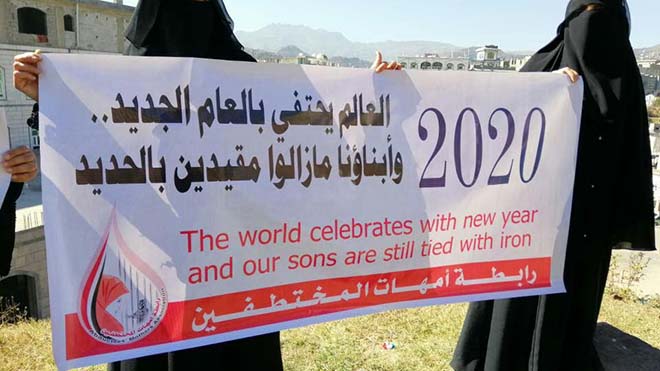 العالم يحتفي بالعام الجديد..
وأبناؤنا مازالوا مقيدين بالحديد
2020
The world celebrates with new year
and our sons are still tied with iron
رابطة أمهات المختطفين